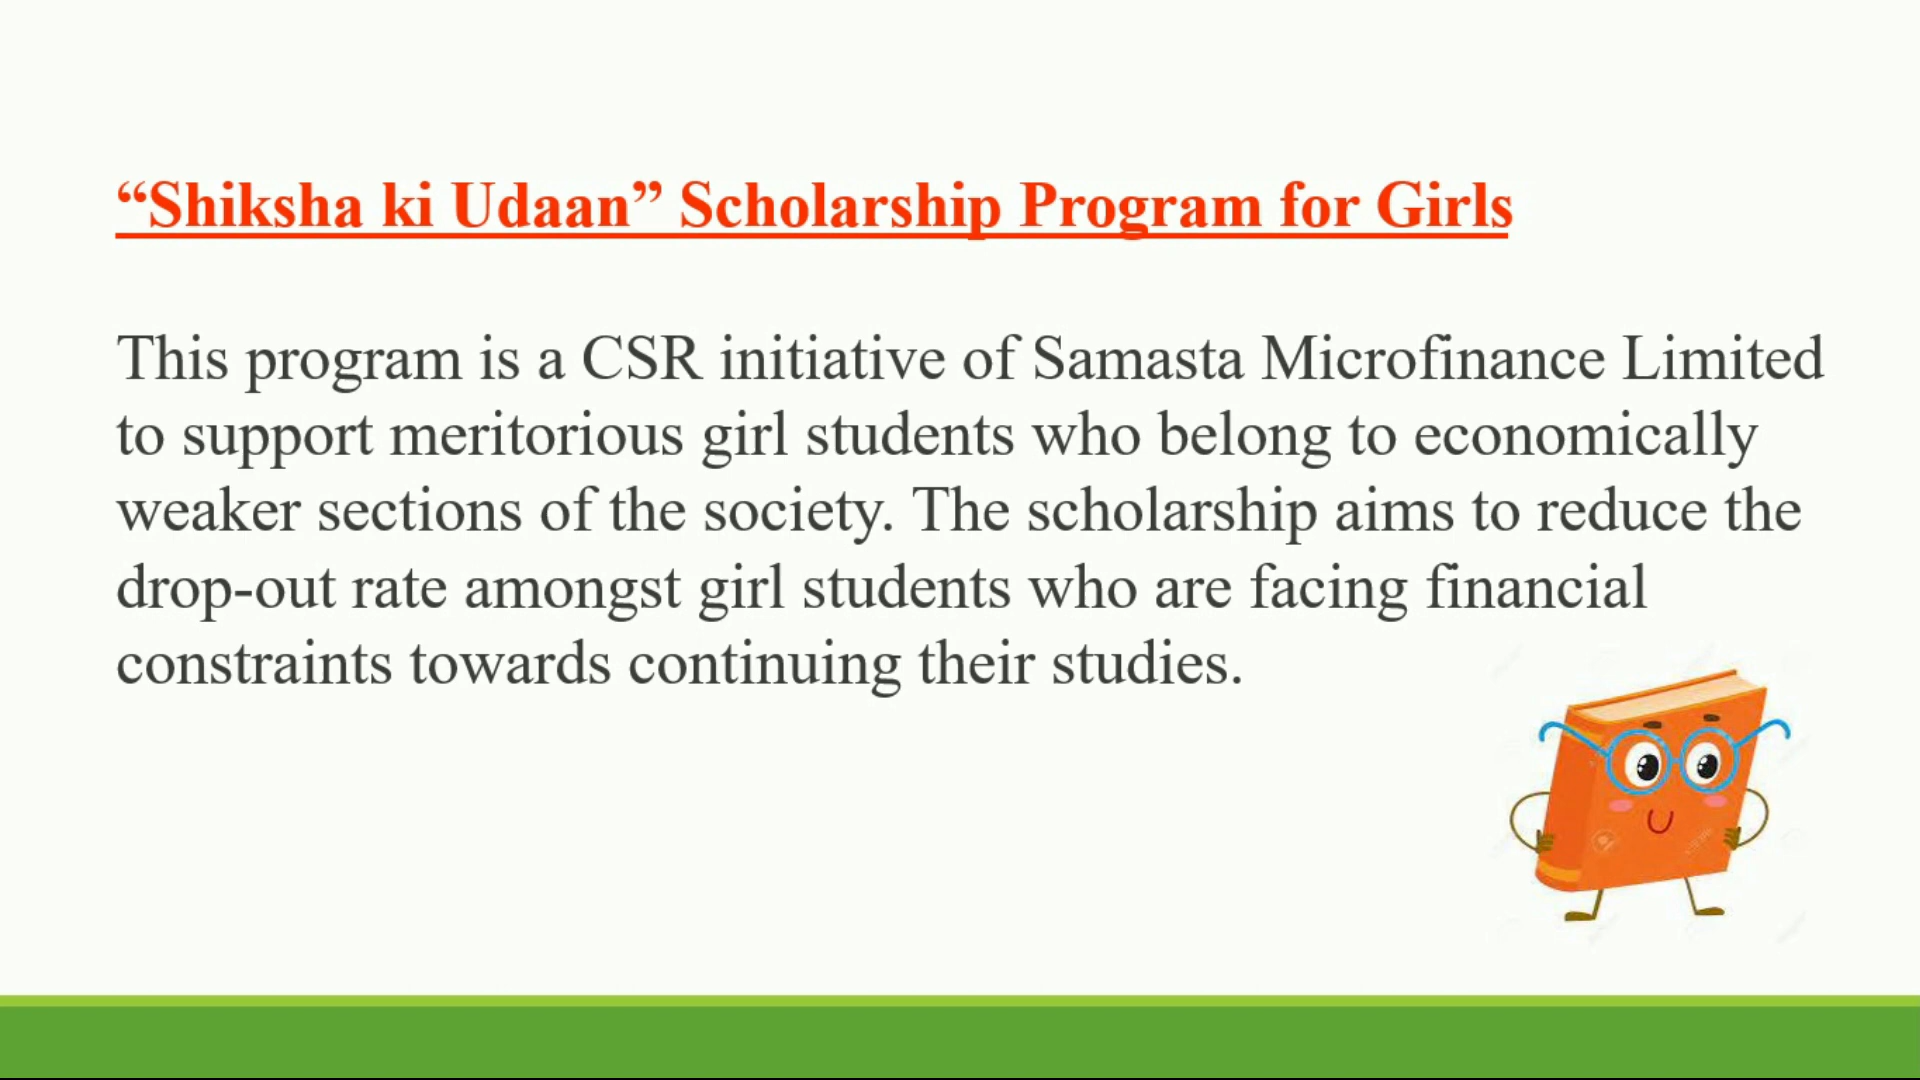 “Shiksha ki Udaan” Scholarship Program for Girls
This program is a CSR initiative of Samasta Microfinance Limited
to support meritorious girl students who belong to economically
weaker sections of the society. The scholarship aims to reduce the
drop-out rate amongst girl students who are facing financial
constraints towards continuing their studies.